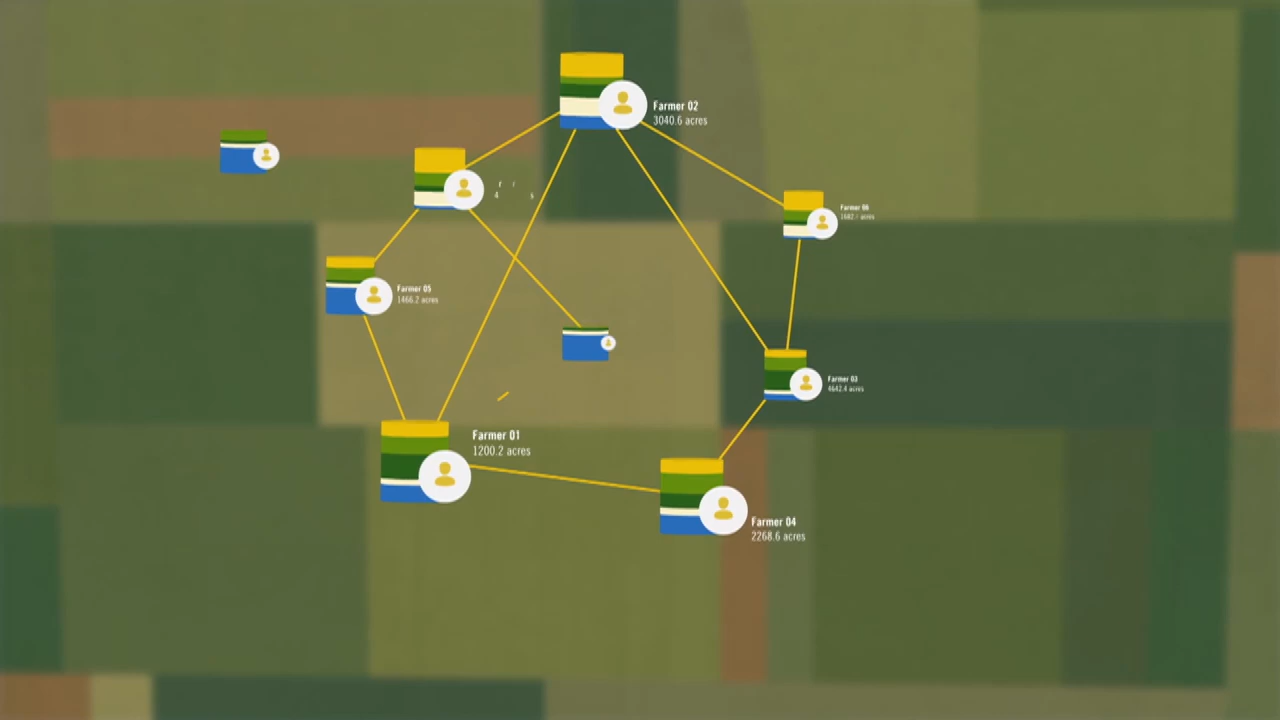 Farmer 02
3040.6 acres
Farmer 06
acres
Farmer 05
1466.2 acres
Farmer 03
4642.4 acres
Farmer 01
1200.2 acres
Farmer 04
2268.6 acres